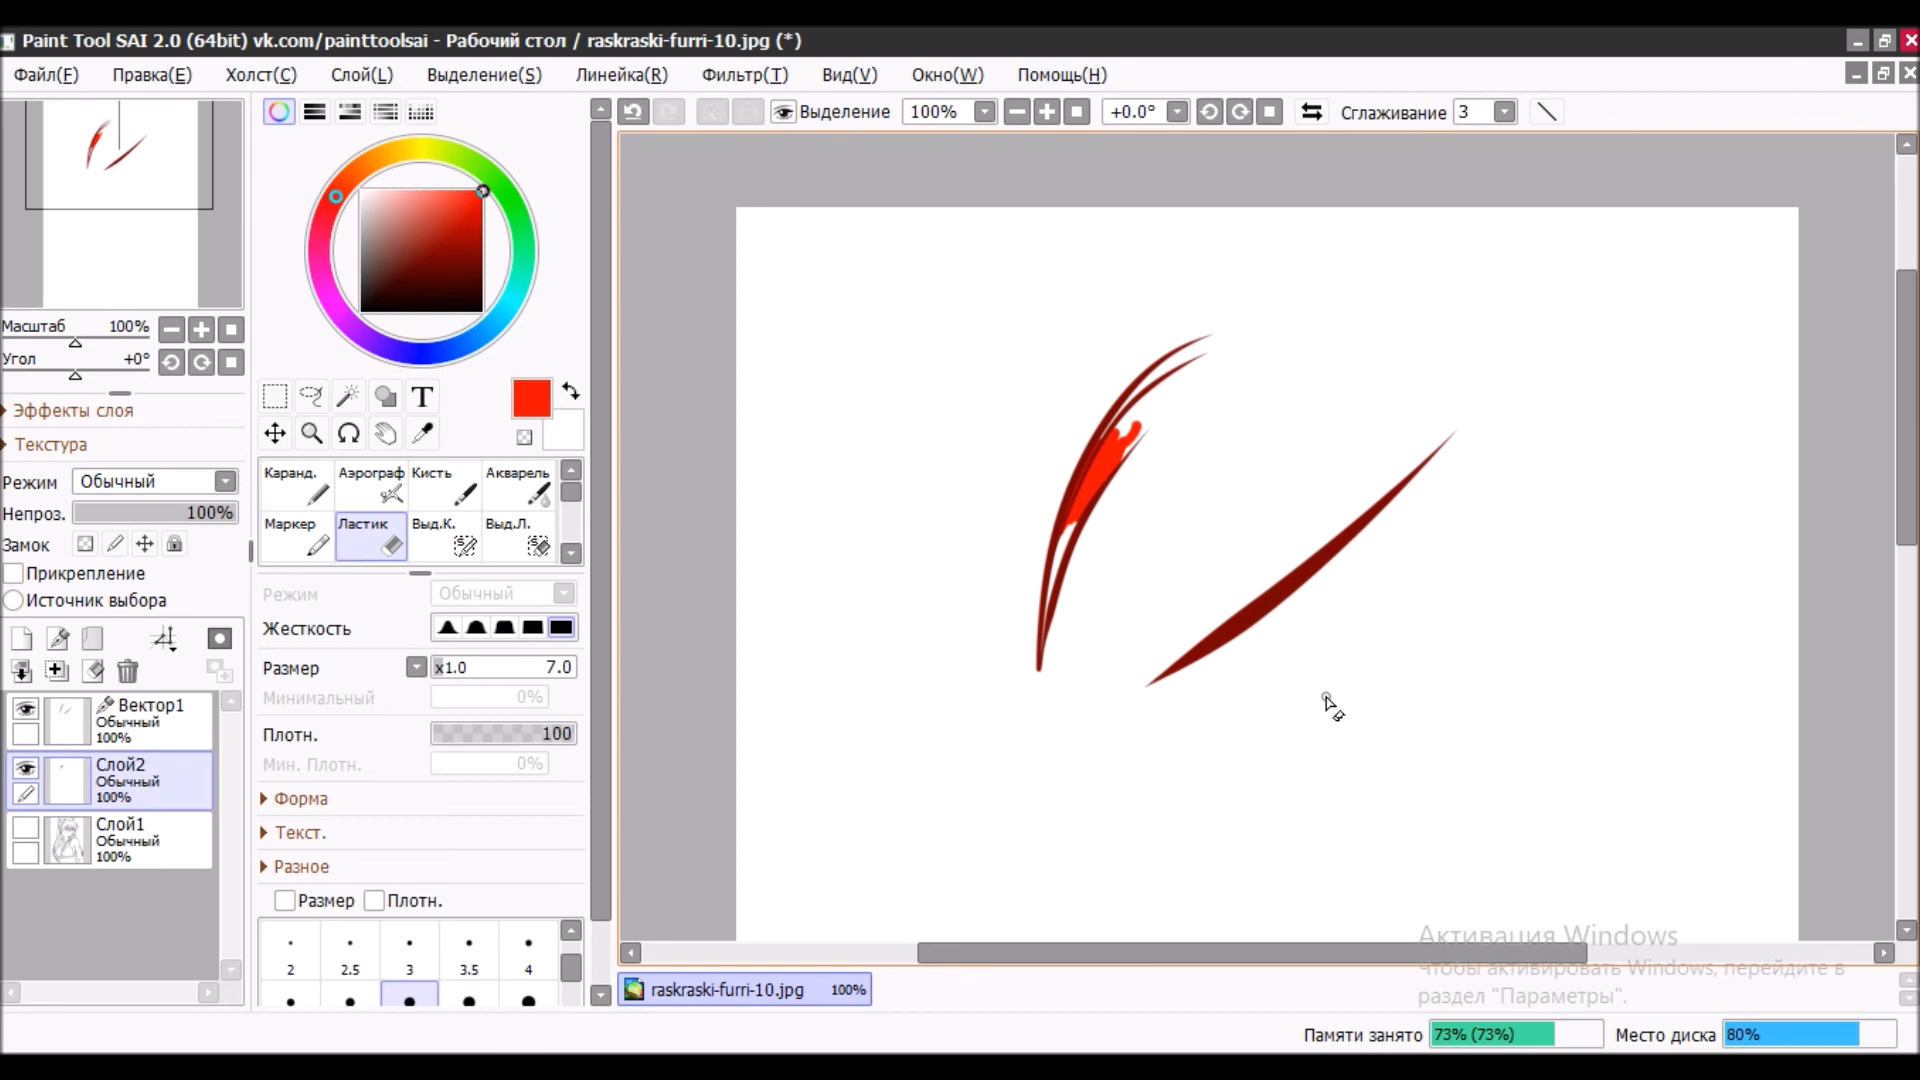 Paint Tool SAI 2.0 (64bit) vk.com/painttoolsai - Рабочий стол / raskraski-furri-10.jpg (*)
Файл(F) Правка(E) Холст(C) Слой(L) Выделение(S) Линейка(R) Фильтр(T) Вид(V) Окно(W) Помощь(H)
Выделение 100% +0.0° Сглаживание 3
Масштаб 100%
Угол +0°
Эффекты слоя
Текстура
Режим Обычный
Непроз. 100%
Замок
Прикрепление
Источник выбора
Вектор1
Обычный
100%
Слой2
Обычный
100%
Слой1
Обычный
100%
T
Каранд. Аэрограф Кисть Акварель
Маркер Ластик Выд.К. Выд.Л.
Режим Обычный
Жесткость
Размер x1.0 7.0
Минимальный 0%
Плотн. 100
Мин. Плотн. 0%
Форма
Текст.
Разное
Размер Плотн.
2 2.5 3 3.5 4
Активация Windows
Чтобы активировать Windows, перейдите в
раздел "Параметры".
raskraski-furri-10.jpg 100%
Памяти занято 73% (73%) Место диска 80%